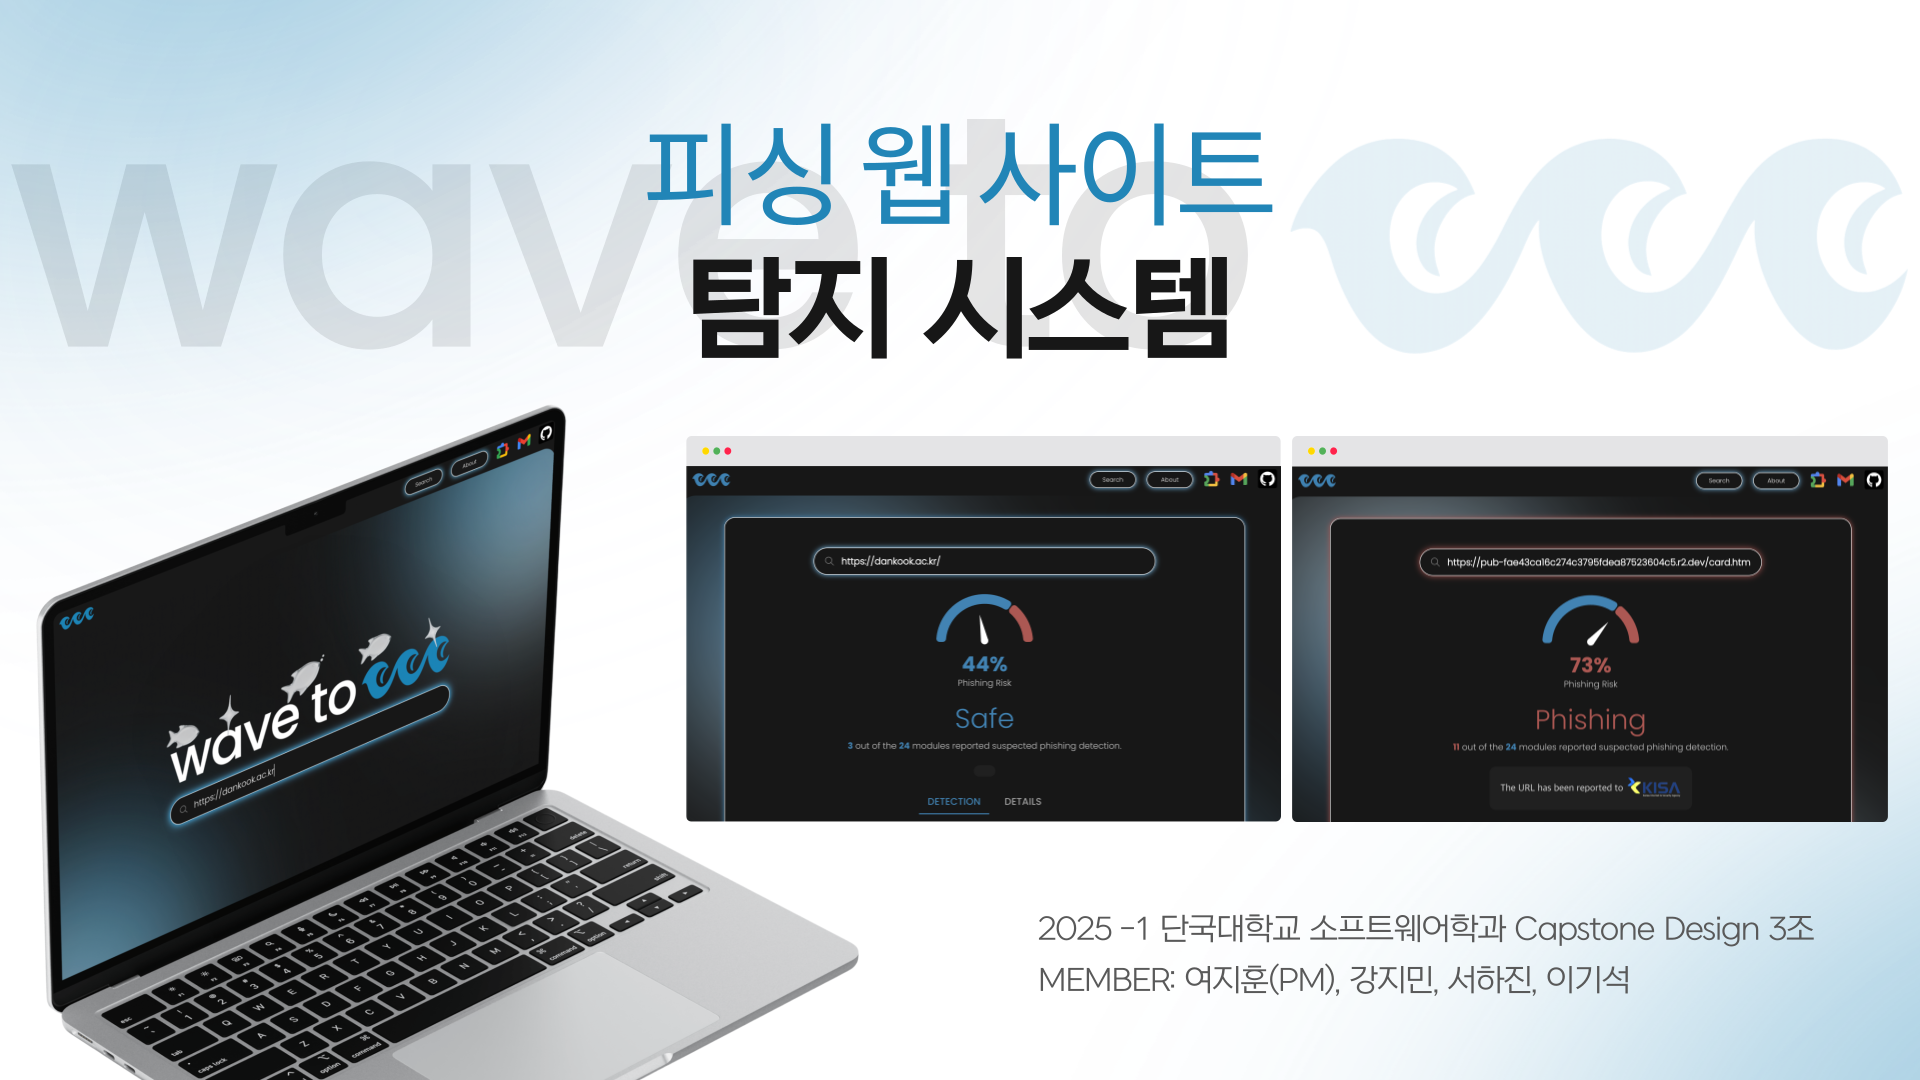 wave to
피싱 웹 사이트
탐지 시스템
Search
About
wave to
https://dankook.ac.kr
Search
About
https://dankook.ac.kr/
44%
Phishing Risk
Safe
3 out of the 24 modules reported suspected phishing detection.
DETECTION DETAILS
Search
About
https://pub-fae43ca16c274c3795fdea87523604c5.r2.dev/card.htm
73%
Phishing Risk
Phishing
11 out of the 24 modules reported suspected phishing detection.
The URL has been reported to KISA
2025 -1 단국대학교 소프트웨어학과 Capstone Design 3조
MEMBER: 여지훈(PM), 강지민, 서하진, 이기석